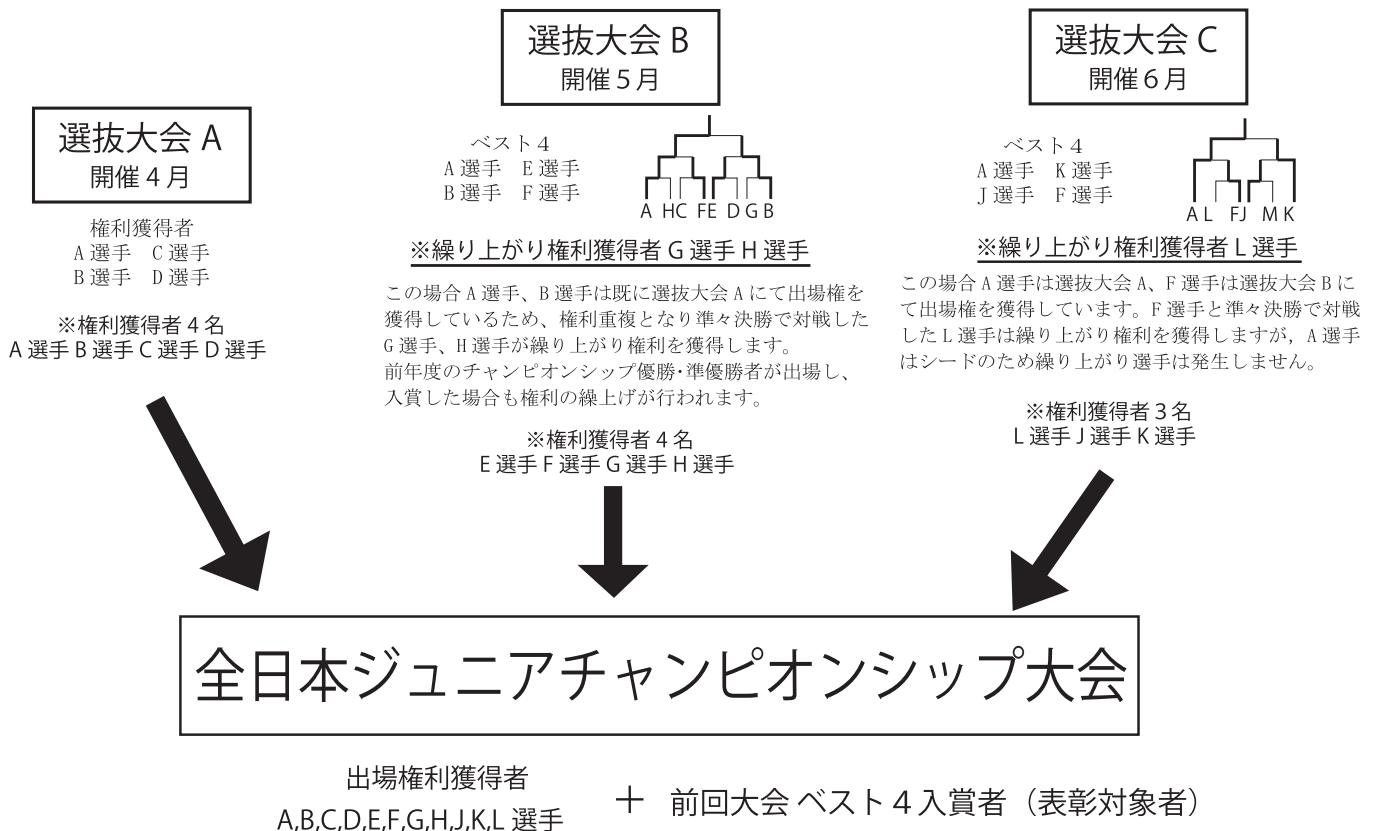 選抜大会 A
開催 4 月
権利獲得者
A 選手 C 選手
B 選手 D 選手
※権利獲得者 4 名
A 選手 B 選手 C 選手 D 選手
選抜大会 B
開催 5 月
ベスト４
A 選手 E 選手
B 選手 F 選手
A HC FE D G B
※繰り上がり権利獲得者 G 選手 H 選手
この場合 A 選手、B 選手は既に選抜大会 A にて出場権を
獲得しているため、権利重複となり準々決勝で対戦した
G 選手、H 選手が繰り上がり権利を獲得します。
前年度のチャンピオンシップ優勝・準優勝者が出場し、
入賞した場合も権利の繰上げが行われます。
※権利獲得者 4 名
E 選手 F 選手 G 選手 H 選手
選抜大会 C
開催 6 月
ベスト４
A 選手 K 選手
J 選手 F 選手
A L FJ M K
※繰り上がり権利獲得者 L 選手
この場合 A 選手は選抜大会 A、F 選手は選抜大会 B に
て出場権を獲得しています。F 選手と準々決勝で対戦
した L 選手は繰り上がり権利を獲得しますが，A 選手
はシードのため繰り上がり選手は発生しません。
※権利獲得者 3 名
L 選手 J 選手 K 選手
全日本ジュニアチャンピオンシップ大会
出場権利獲得者
A,B,C,D,E,F,G,H,J,K,L 選手
＋ 前回大会 ベスト４入賞者（表彰対象者）